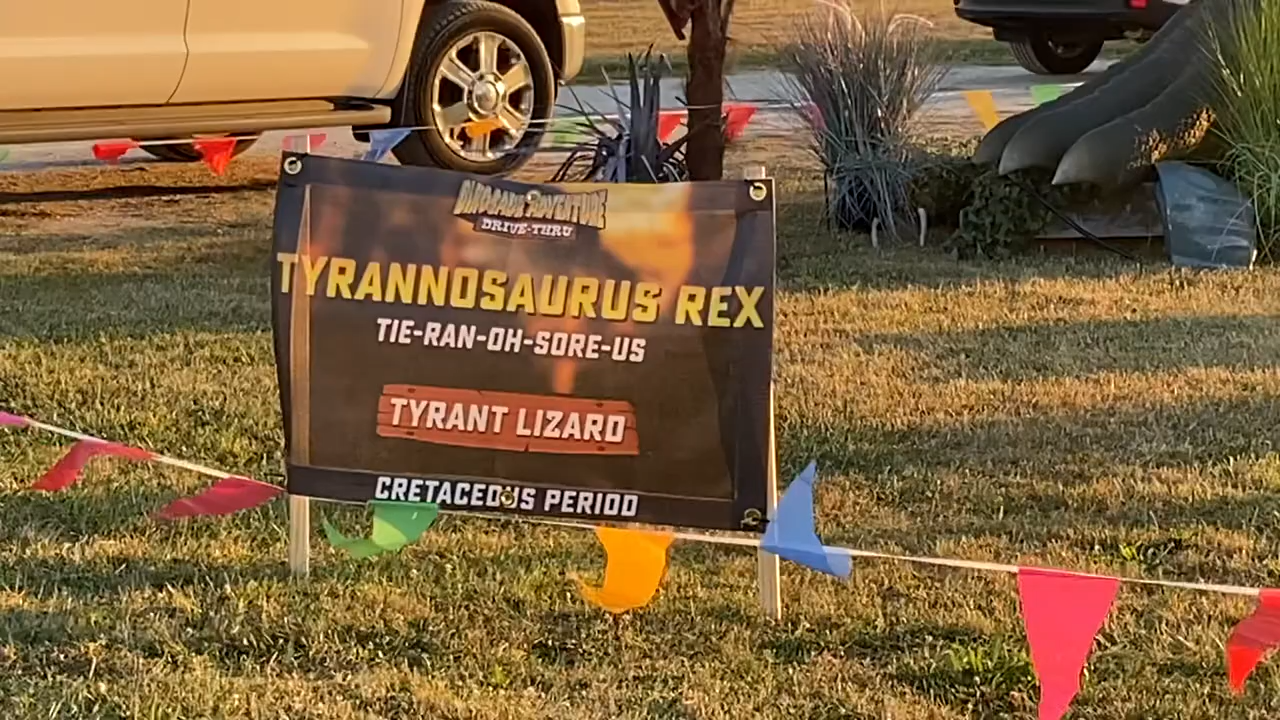 DINOSAUR ADVENTURE
DRIVE-THRU
TYRANNOSAURUS REX
TIE-RAN-OH-SORE-US
TYRANT LIZARD
CRETACEOUS PERIOD